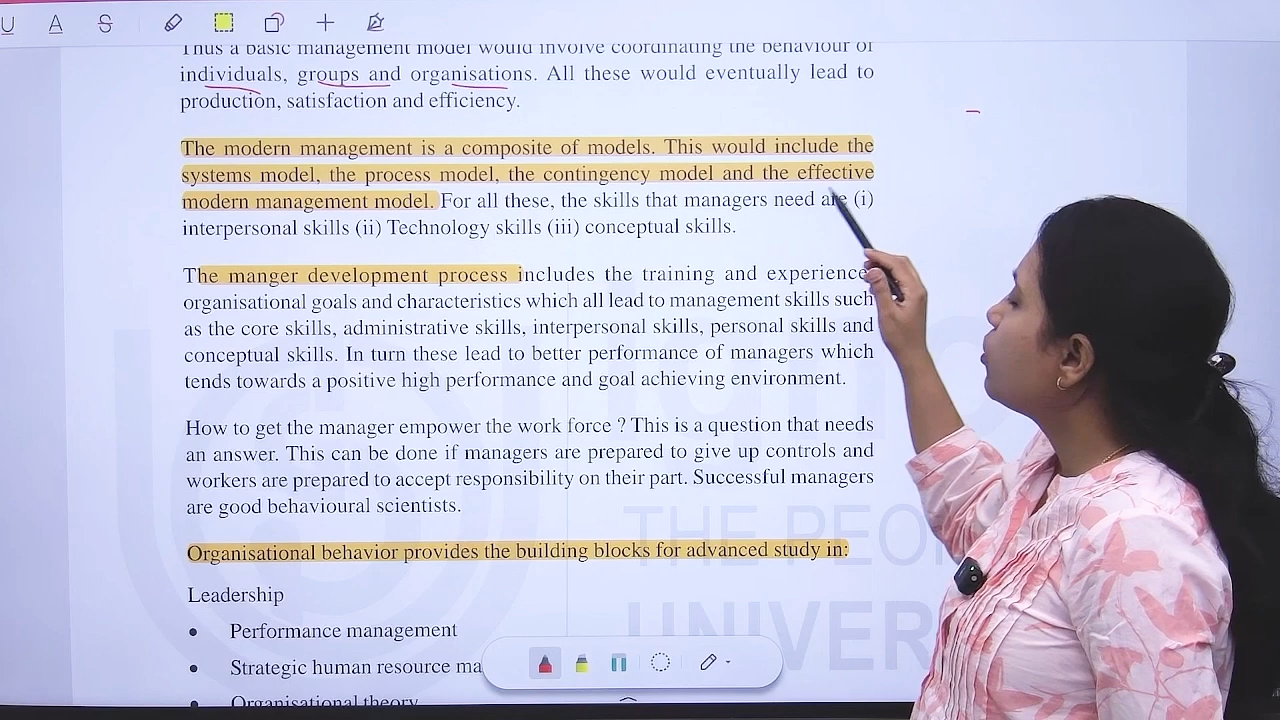 Thus a basic management model would involve coordinating the behaviour of
individuals, groups and organisations. All these would eventually lead to
production, satisfaction and efficiency.
The modern management is a composite of models. This would include the
systems model, the process model, the contingency model and the effective
modern management model. For all these, the skills that managers need are (i)
interpersonal skills (ii) Technology skills (iii) conceptual skills.
The manger development process includes the training and experience
organisational goals and characteristics which all lead to management skills such
as the core skills, administrative skills, interpersonal skills, personal skills and
conceptual skills. In turn these lead to better performance of managers which
tends towards a positive high performance and goal achieving environment.
How to get the manager empower the work force ? This is a question that needs
an answer. This can be done if managers are prepared to give up controls and
workers are prepared to accept responsibility on their part. Successful managers
are good behavioural scientists.
Organisational behavior provides the building blocks for advanced study in:
Leadership
• Performance management
• Strategic human resource ma
• Organisational theory
THE PEO
UNIVER